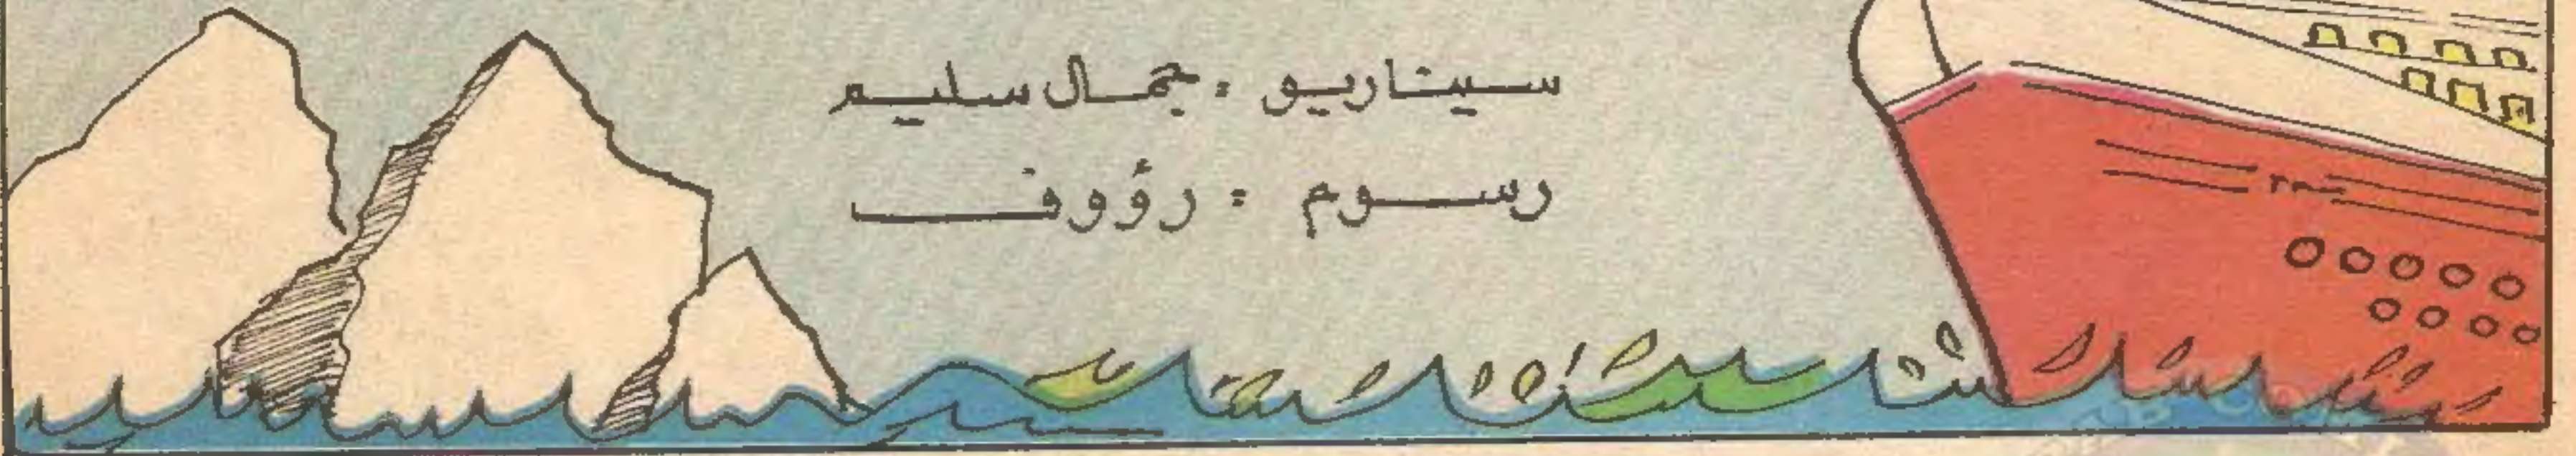 سيناريو : جمال سليم
رسوم : رؤوف